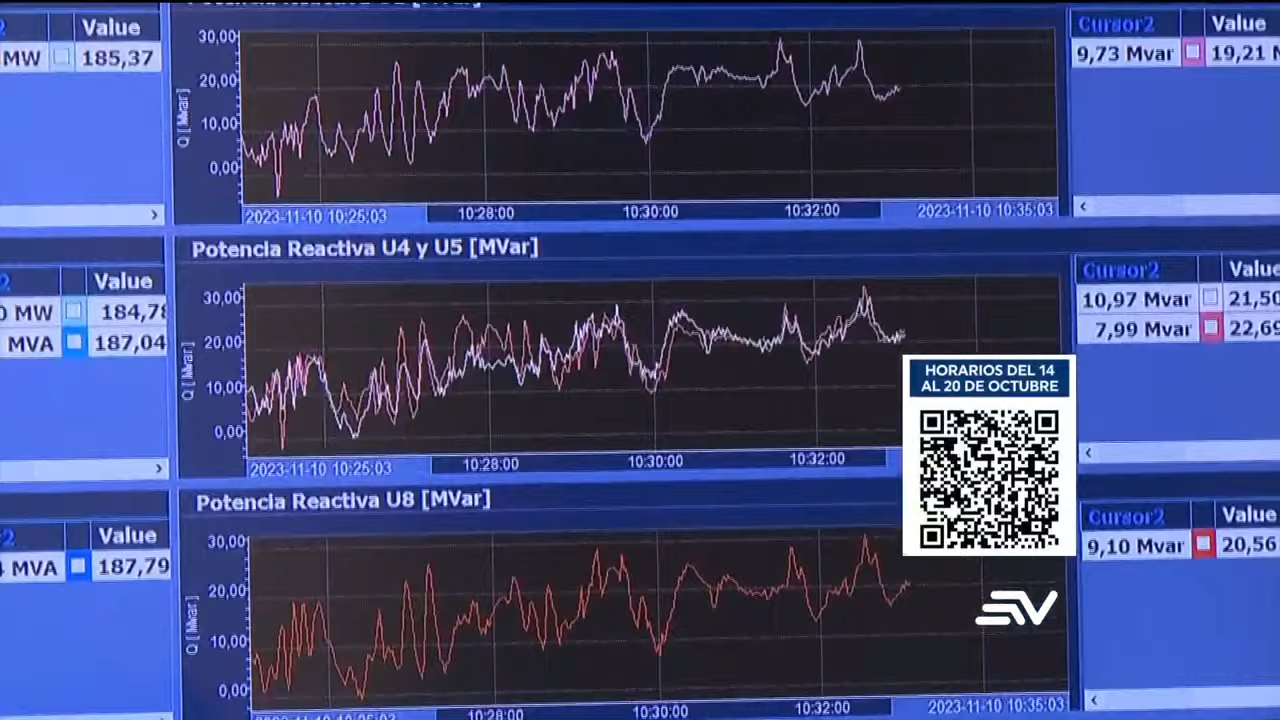 Value
MW 185,37
30,00
20,00
10,00
0,00
Q [Mvar]
2023-11-10 10:25:03 10:28:00 10:30:00 10:32:00 2023-11-10 10:35:03
Cursor2 Value
9,73 Mvar 19,21
Potencia Reactiva U4 y U5 [MVar]
Value
MW 184,78
MVA 187,04
30,00
20,00
10,00
0,00
Q [Mvar]
2023-11-10 10:25:03 10:28:00 10:30:00 10:32:00
Cursor2 Value
10,97 Mvar 21,50
7,99 Mvar 22,69
HORARIOS DEL 14
AL 20 DE OCTUBRE
Potencia Reactiva U8 [MVar]
Value
MVA 187,79
30,00
20,00
10,00
0,00
Q [Mvar]
10:28:00 10:30:00 10:32:00 2023-11-10 10:35:03
Cursor2 Value
9,10 Mvar 20,56